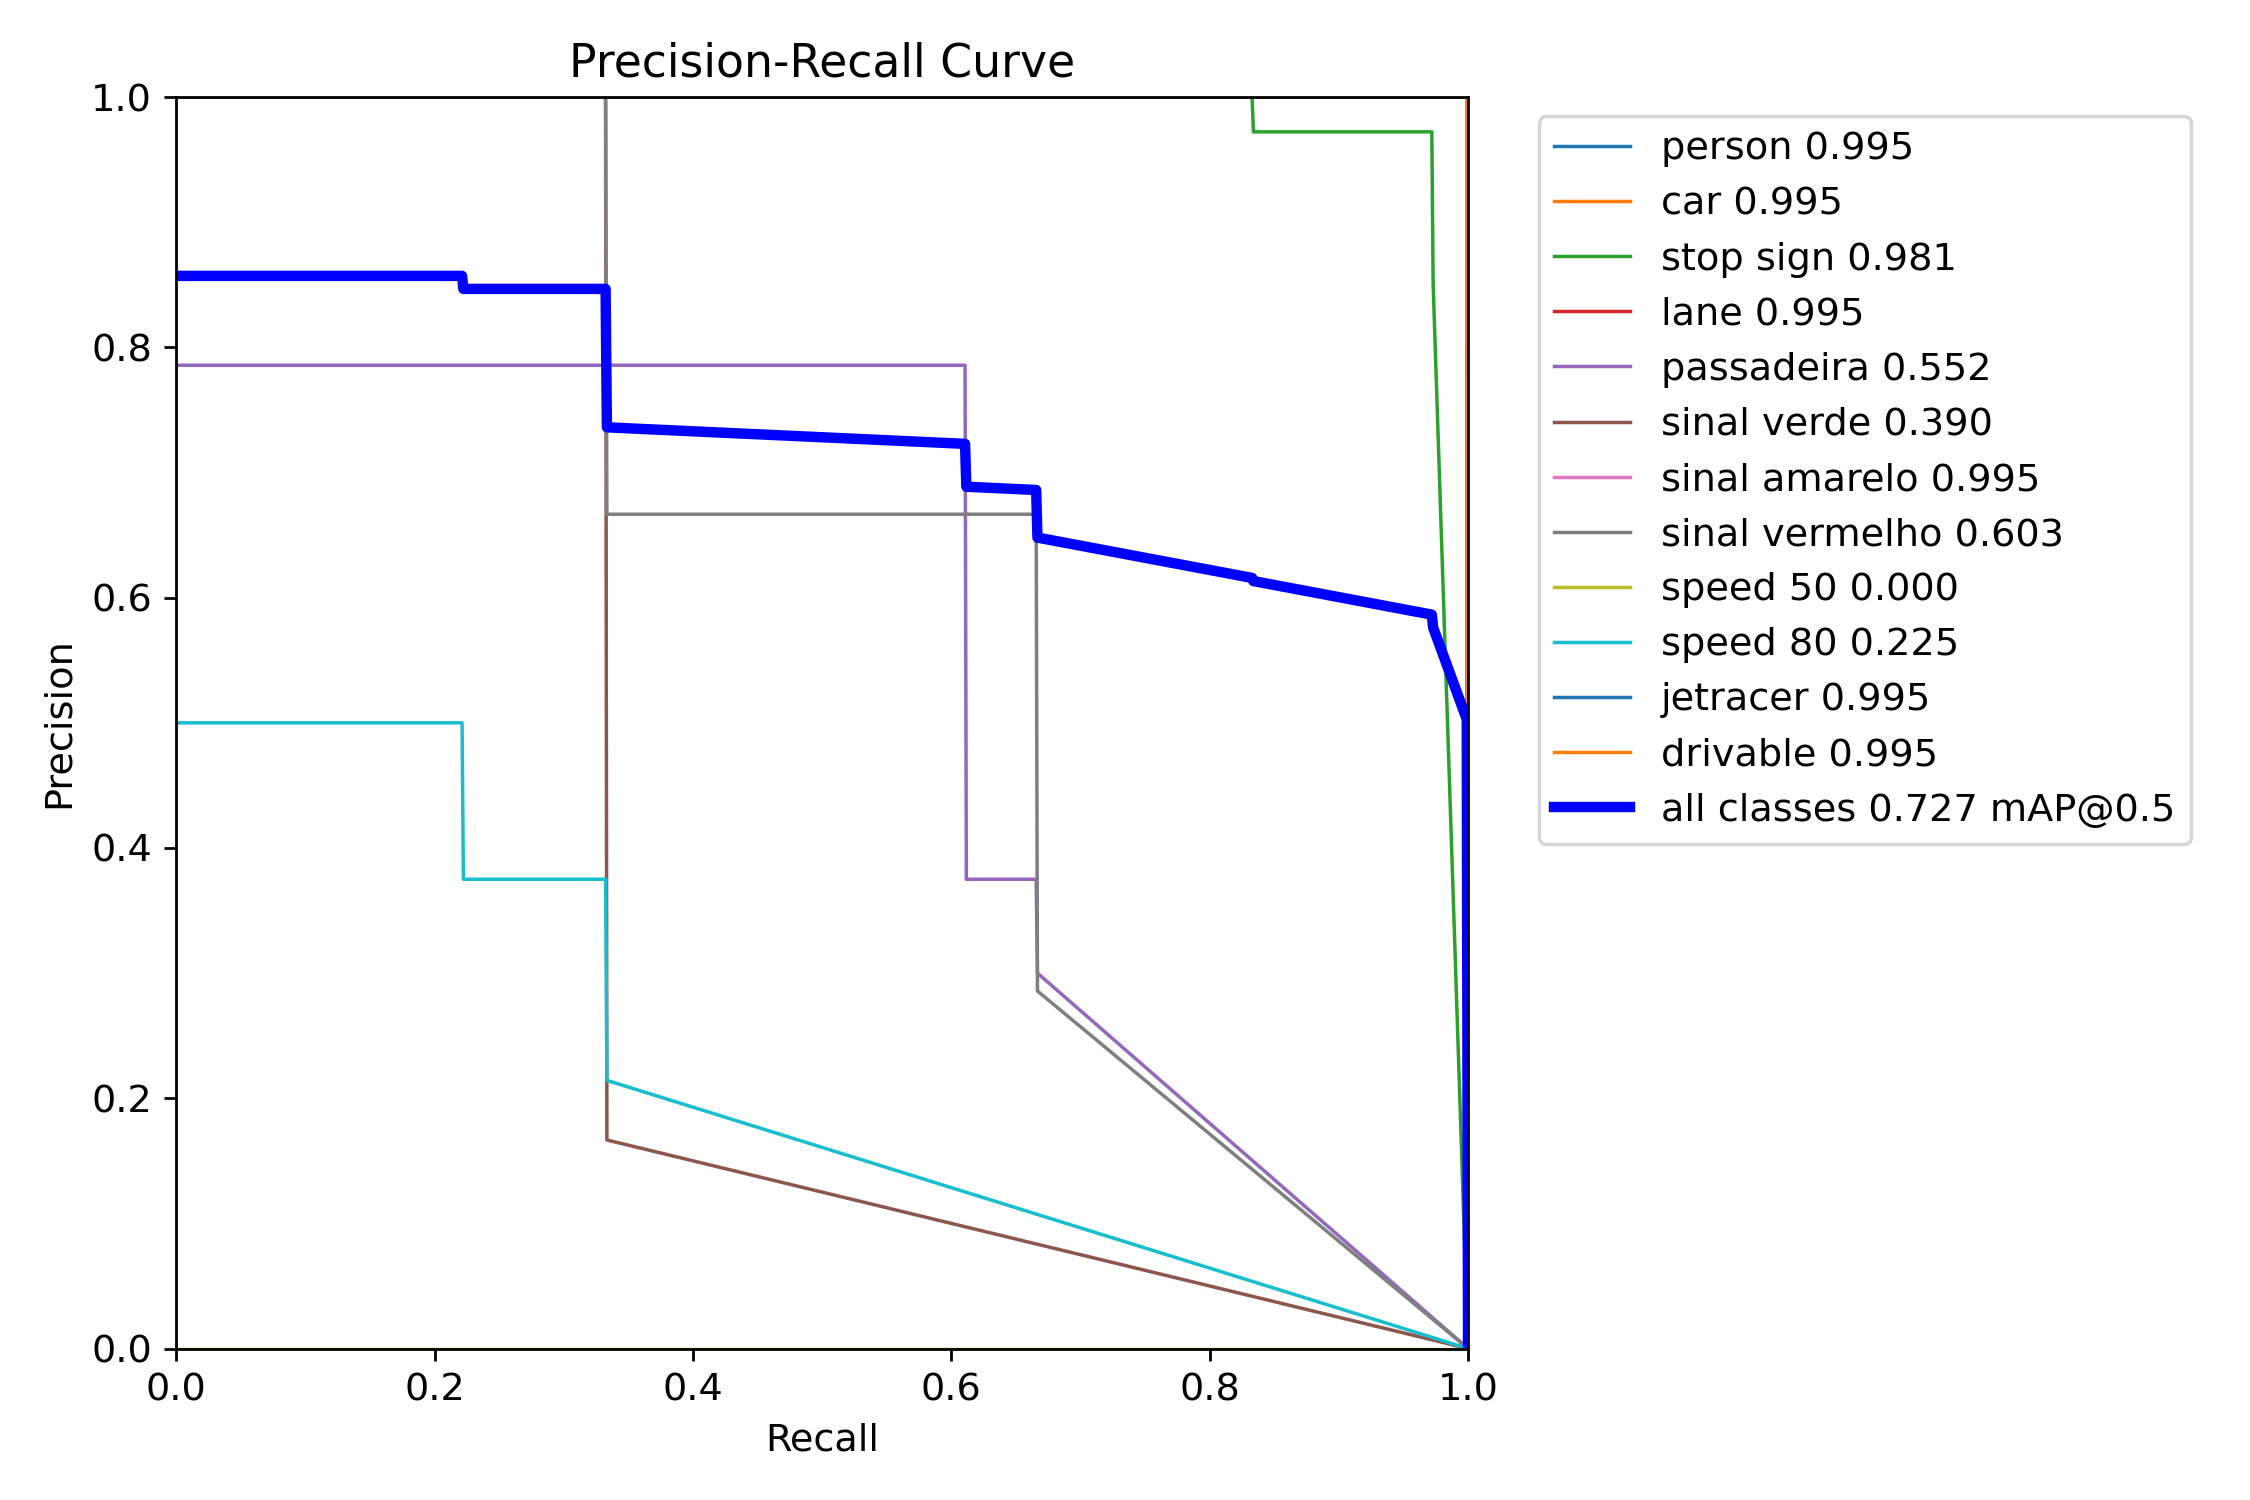 Precision-Recall Curve
1.0
0.8
0.6
0.4
0.2
0.0
Precision
0.0 0.2 0.4 0.6 0.8 1.0
Recall
person 0.995
car 0.995
stop sign 0.981
lane 0.995
passadeira 0.552
sinal verde 0.390
sinal amarelo 0.995
sinal vermelho 0.603
speed 50 0.000
speed 80 0.225
jetracer 0.995
drivable 0.995
all classes 0.727 mAP@0.5